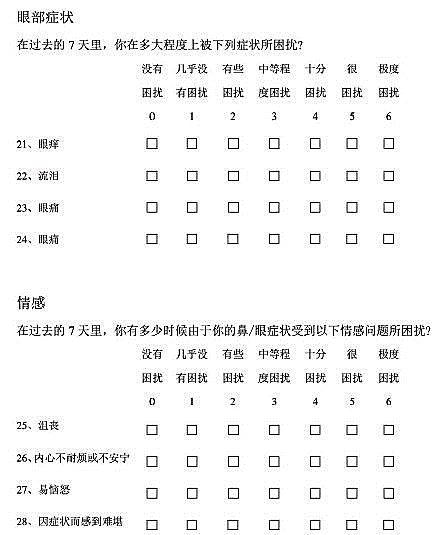 眼部症状
在过去的 7 天里，你在多大程度上被下列症状所困扰?
没有 几乎没 有些 中等程 十分 很 极度
困扰 有困扰 困扰 度困扰 困扰 困扰 困扰
0 1 2 3 4 5 6
21、眼痒 □ □ □ □ □ □ □
22、流泪 □ □ □ □ □ □ □
23、眼痛 □ □ □ □ □ □ □
24、眼痛 □ □ □ □ □ □ □
情感
在过去的 7 天里，你有多少时候由于你的鼻/眼症状受到以下情感问题所困扰?
没有 几乎没 有些 中等程 十分 很 极度
困扰 有困扰 困扰 度困扰 困扰 困扰 困扰
0 1 2 3 4 5 6
25、沮丧 □ □ □ □ □ □ □
26、内心不耐烦或不安宁 □ □ □ □ □ □ □
27、易恼怒 □ □ □ □ □ □ □
28、因症状而感到难堪 □ □ □ □ □ □ □